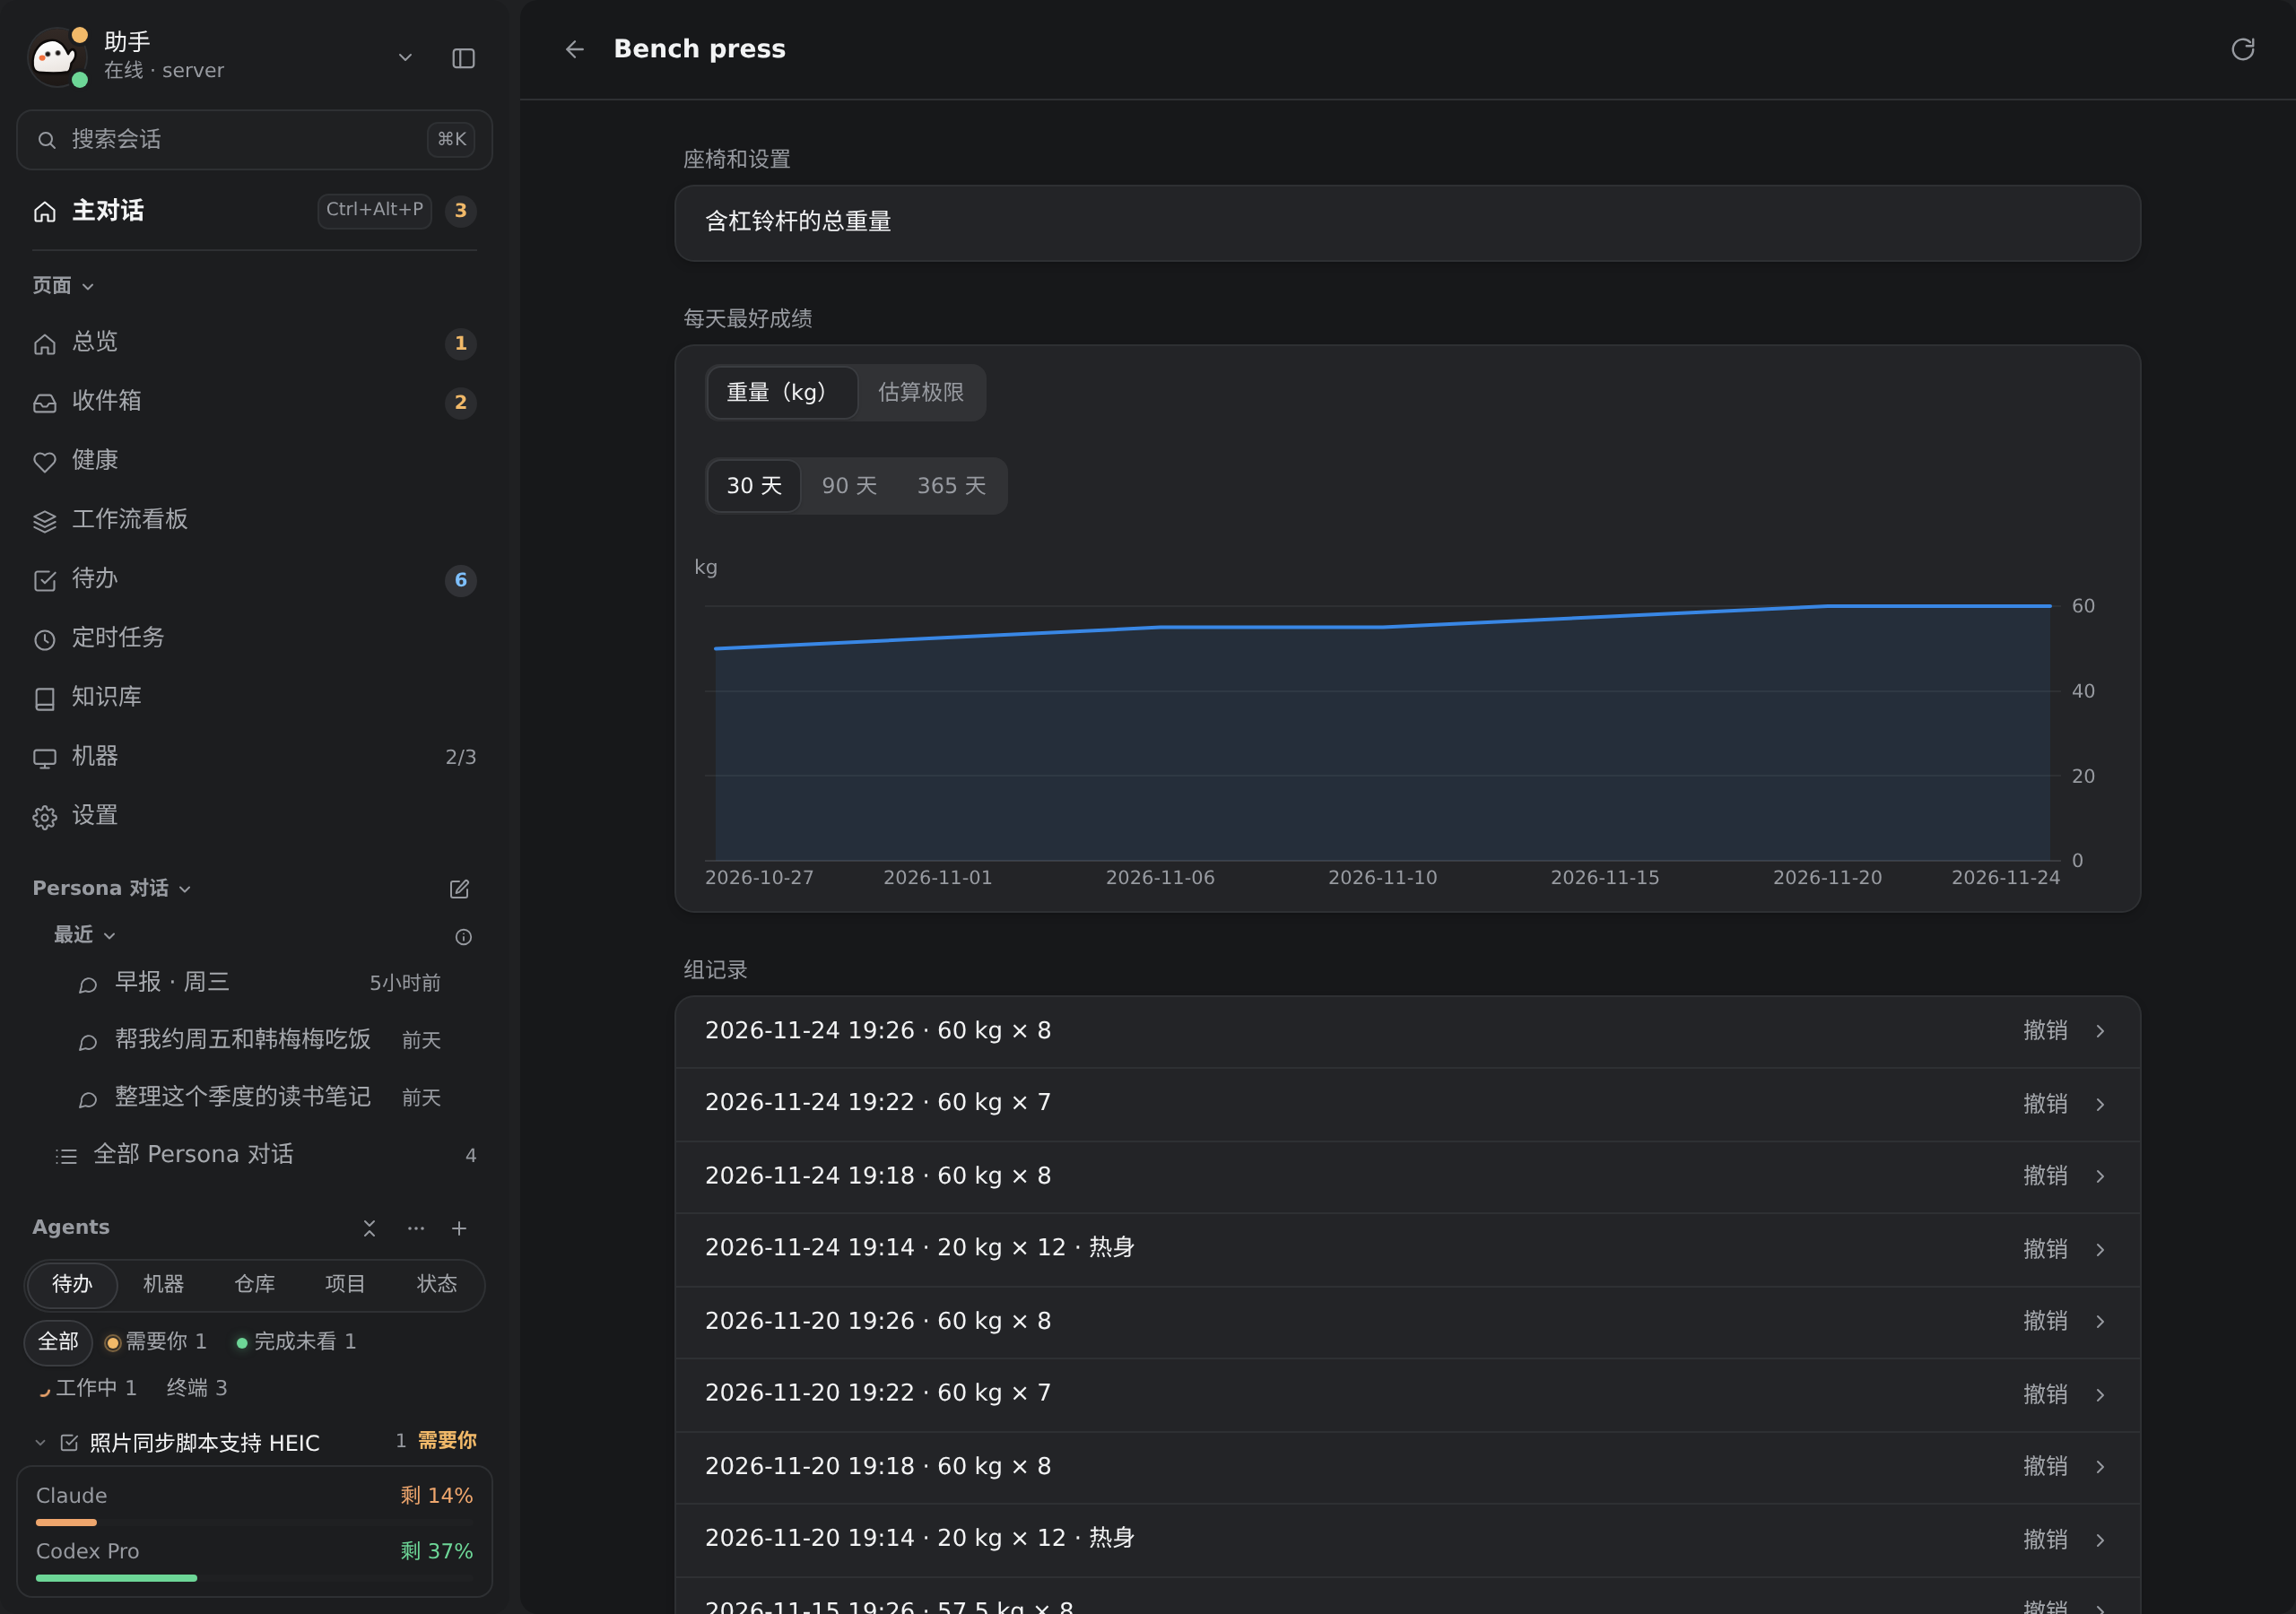 助手
在线 · server
搜索会话
⌘K
主对话
Ctrl+Alt+P
3
页面
总览
1
收件箱
2
健康
工作流看板
待办
6
定时任务
知识库
机器
2/3
设置
Persona 对话
最近
早报 · 周三
5小时前
帮我约周五和韩梅梅吃饭
前天
整理这个季度的读书笔记
前天
全部 Persona 对话
4
Agents
待办
机器
仓库
项目
状态
全部
需要你 1
完成未看 1
工作中 1
终端 3
照片同步脚本支持 HEIC
1 需要你
Claude
剩 14%
Codex Pro
剩 37%
Bench press
座椅和设置
含杠铃杆的总重量
每天最好成绩
重量（kg）
估算极限
30 天
90 天
365 天
kg
60
40
20
0
2026-10-27
2026-11-01
2026-11-06
2026-11-10
2026-11-15
2026-11-20
2026-11-24
组记录
2026-11-24 19:26 · 60 kg × 8
撤销
2026-11-24 19:22 · 60 kg × 7
撤销
2026-11-24 19:18 · 60 kg × 8
撤销
2026-11-24 19:14 · 20 kg × 12 · 热身
撤销
2026-11-20 19:26 · 60 kg × 8
撤销
2026-11-20 19:22 · 60 kg × 7
撤销
2026-11-20 19:18 · 60 kg × 8
撤销
2026-11-20 19:14 · 20 kg × 12 · 热身
撤销
2026-11-15 19:26 · 57.5 kg × 8
撤销